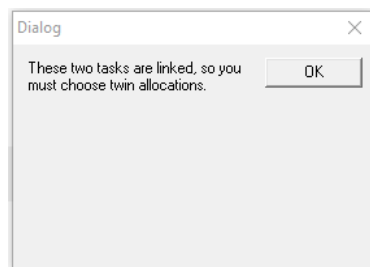 Dialog
These two tasks are linked, so you
must choose twin allocations.
OK